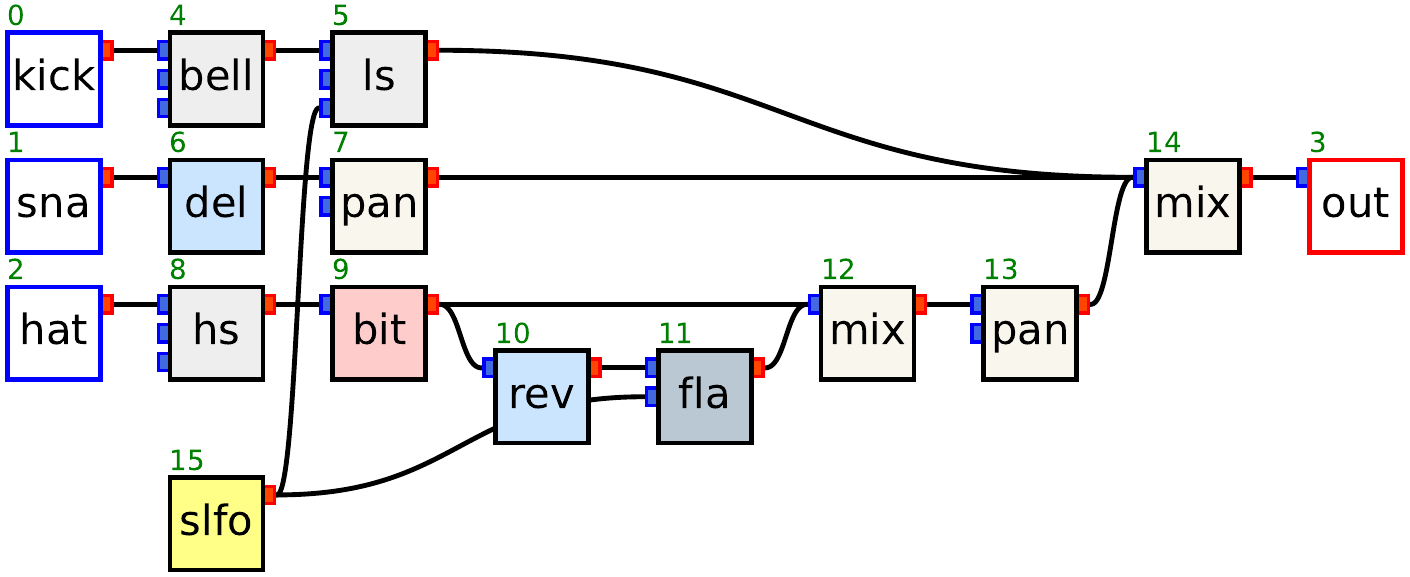 0 4 5
kick bell ls
1 6 7 14 3
sna del pan mix out
2 8 9 12 13
hat hs bit mix pan
10 11
rev fla
15
slfo